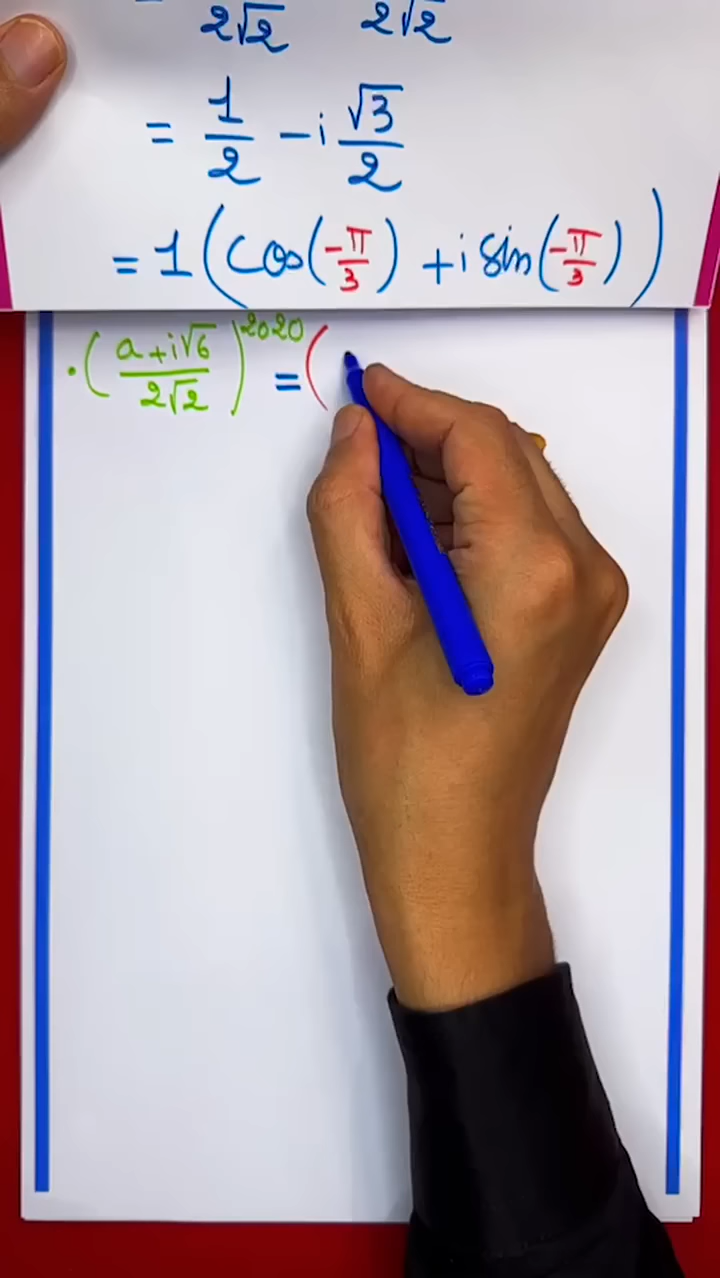 2√2 2√2
= 1/2 - i √3/2
= 1 (cos(-π/3) + i sin(-π/3))
• ((a + i√6)/(2√2))^2020 = (